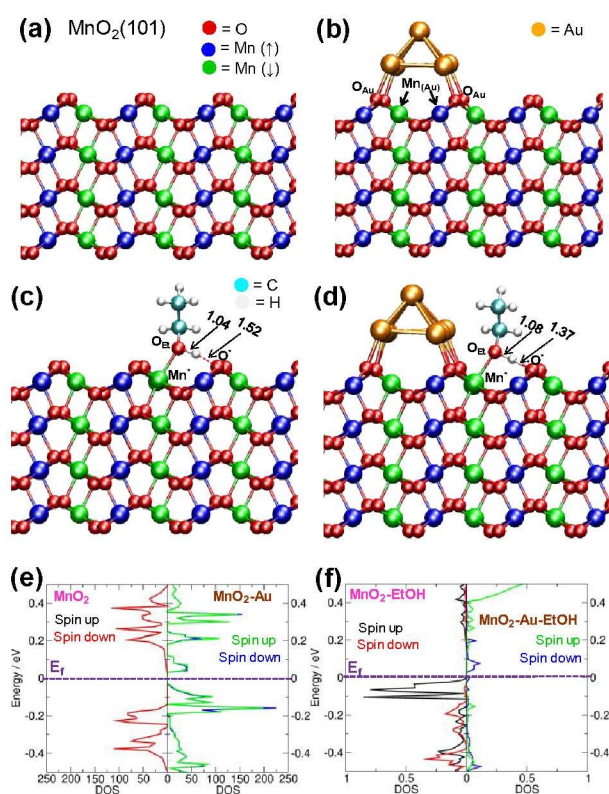 (a) MnO2(101)
= O
= Mn (↑)
= Mn (↓)
(b)
= Au
OAu Mn(Au) OAu
(c)
= C
= H
1.04 1.52
OEt O*
Mn*
(d)
1.08 1.37
OEt O*
Mn*
(e)
MnO2 MnO2-Au
Spin up
Spin down
Spin up
Spin down
Ef
Energy / eV
0.4 0.4
0.2 0.2
0 0
-0.2 -0.2
-0.4 -0.4
250 200 150 100 50 0 50 100 150 200 250
DOS DOS
(f)
MnO2-EtOH
MnO2-Au-EtOH
Spin up
Spin down
Spin up
Spin down
Ef
Energy / eV
0.4 0.4
0.2 0.2
0 0
-0.2 -0.2
-0.4 -0.4
1 0.5 0 0.5 1
DOS DOS